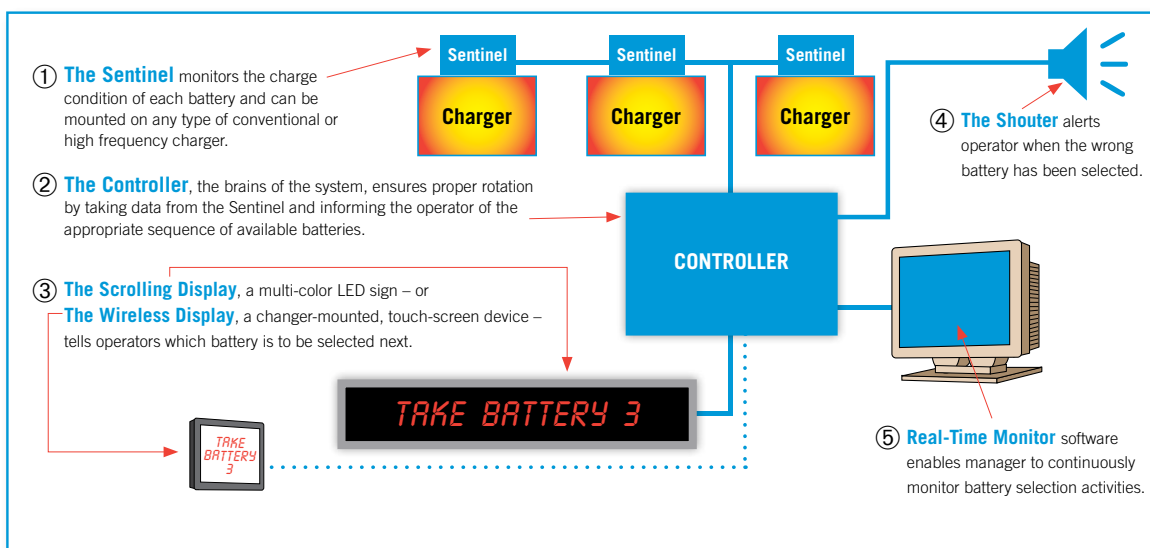 Sentinel
Sentinel
Sentinel
Charger
Charger
Charger
① The Sentinel monitors the charge
condition of each battery and can be
mounted on any type of conventional or
high frequency charger.
② The Controller, the brains of the system, ensures proper rotation
by taking data from the Sentinel and informing the operator of the
appropriate sequence of available batteries.
CONTROLLER
③ The Scrolling Display, a multi-color LED sign – or
The Wireless Display, a changer-mounted, touch-screen device –
tells operators which battery is to be selected next.
TAKE BATTERY 3
TAKE
BATTERY
3
④ The Shouter alerts
operator when the wrong
battery has been selected.
⑤ Real-Time Monitor software
enables manager to continuously
monitor battery selection activities.